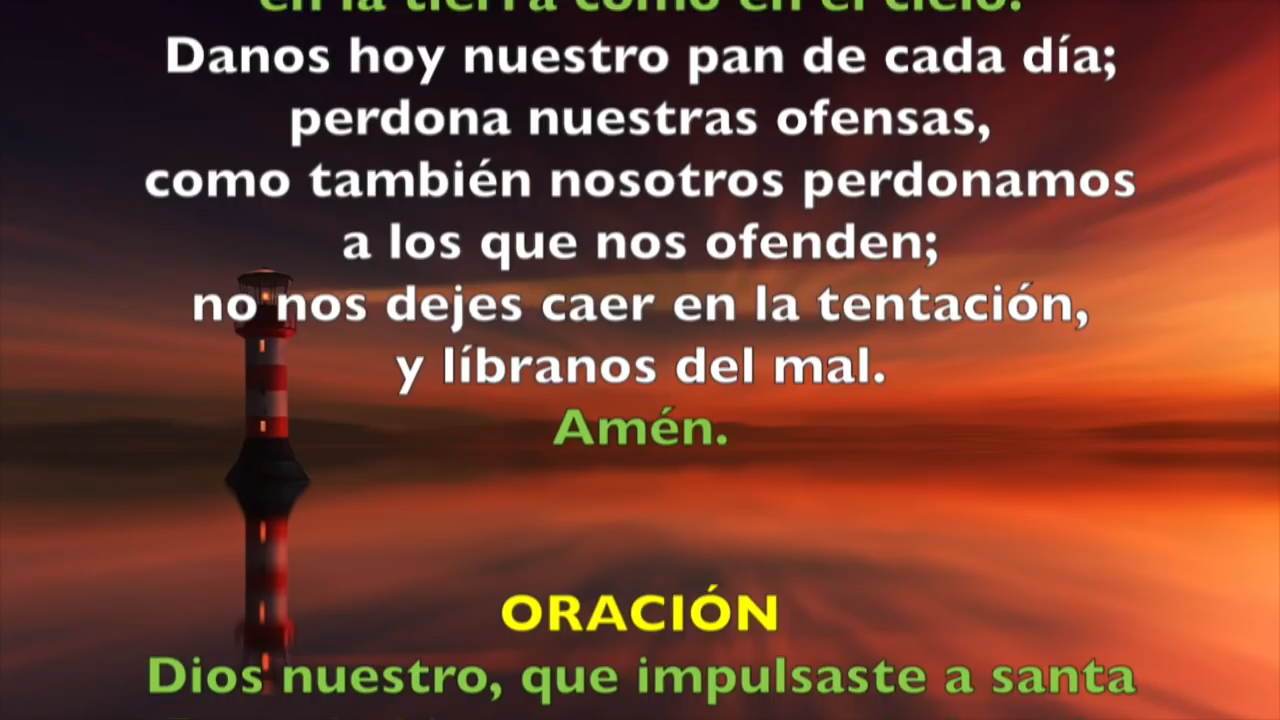 en la tierra como en el cielo.
Danos hoy nuestro pan de cada día;
perdona nuestras ofensas,
como también nosotros perdonamos
a los que nos ofenden;
no nos dejes caer en la tentación,
y líbranos del mal.
Amén.
ORACIÓN
Dios nuestro, que impulsaste a santa